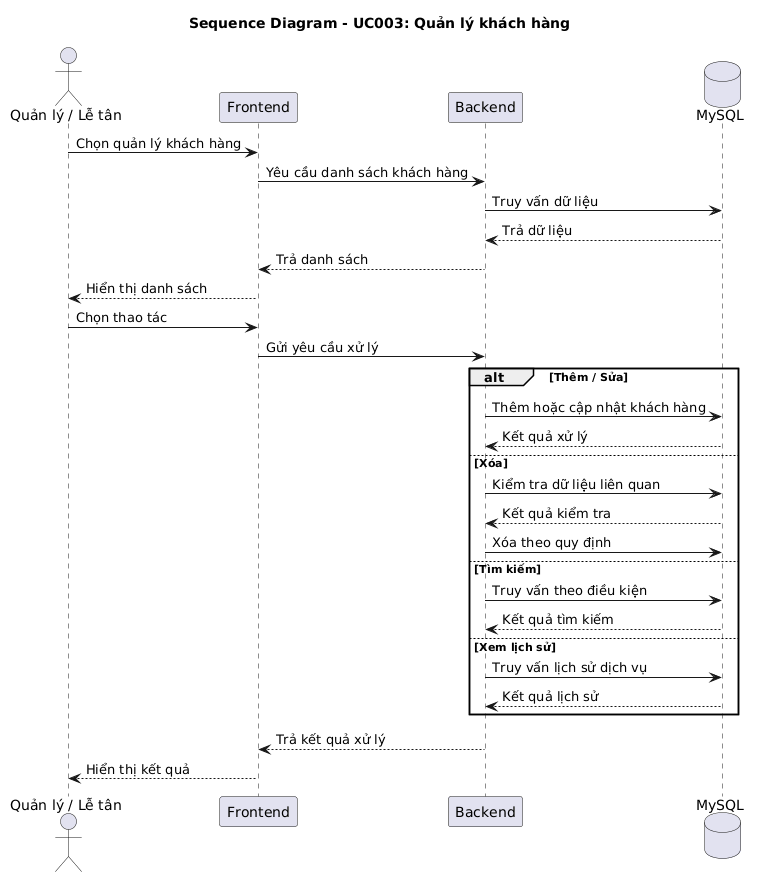 Sequence Diagram - UC003: Quản lý khách hàng
Quản lý / Lễ tân
Frontend
Backend
MySQL
Chọn quản lý khách hàng
Yêu cầu danh sách khách hàng
Truy vấn dữ liệu
Trả dữ liệu
Trả danh sách
Hiển thị danh sách
Chọn thao tác
Gửi yêu cầu xử lý
alt [Thêm / Sửa]
Thêm hoặc cập nhật khách hàng
Kết quả xử lý
[Xóa]
Kiểm tra dữ liệu liên quan
Kết quả kiểm tra
Xóa theo quy định
[Tìm kiếm]
Truy vấn theo điều kiện
Kết quả tìm kiếm
[Xem lịch sử]
Truy vấn lịch sử dịch vụ
Kết quả lịch sử
Trả kết quả xử lý
Hiển thị kết quả
Quản lý / Lễ tân
Frontend
Backend
MySQL